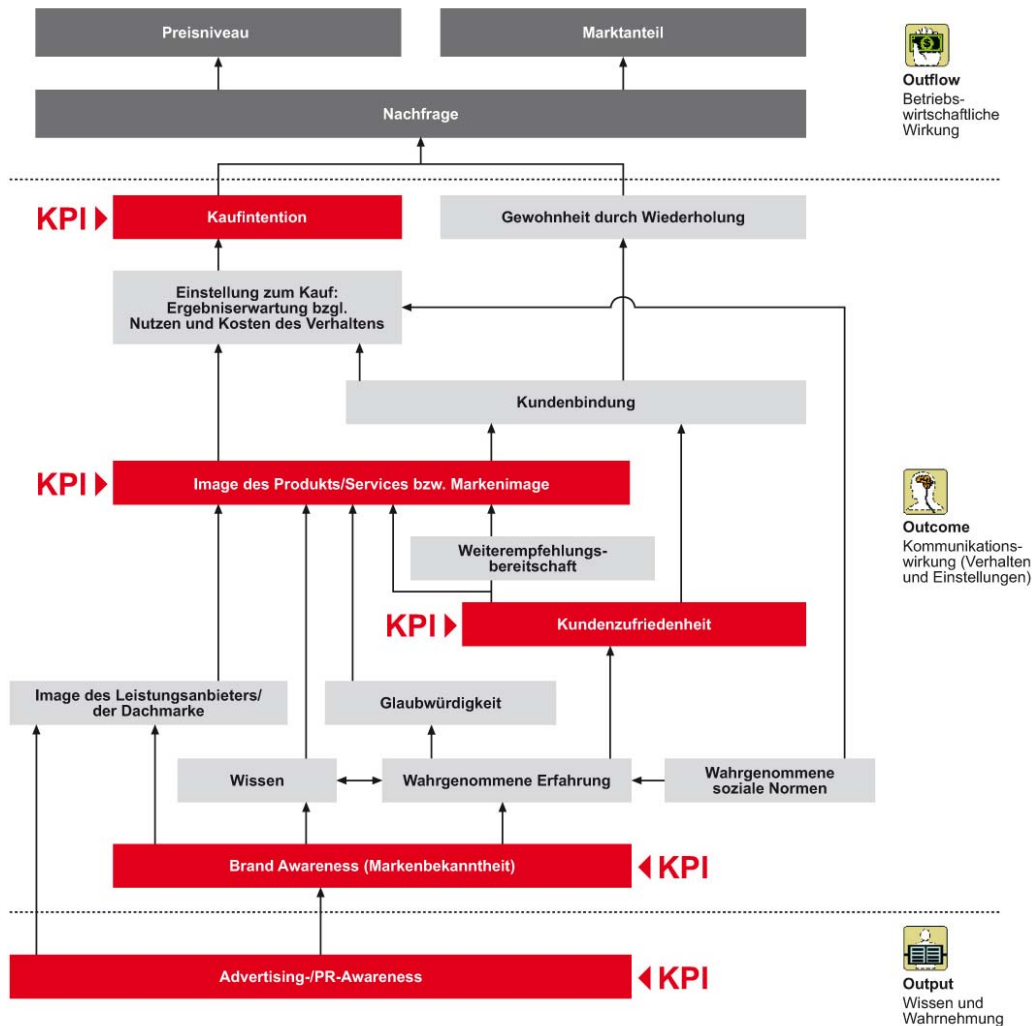 Preisniveau
Marktanteil
Nachfrage
$
Outflow
Betriebs-
wirtschaftliche
Wirkung
KPI
Kaufintention
Gewohnheit durch Wiederholung
Einstellung zum Kauf:
Ergebniserwartung bzgl.
Nutzen und Kosten des Verhaltens
Kundenbindung
KPI
Image des Produkts/Services bzw. Markenimage
Outcome
Kommunikations-
wirkung (Verhalten
und Einstellungen)
Weiterempfehlungs-
bereitschaft
KPI
Kundenzufriedenheit
Image des Leistungsanbieters/
der Dachmarke
Glaubwürdigkeit
Wissen
Wahrgenommene Erfahrung
Wahrgenommene
soziale Normen
Brand Awareness (Markenbekanntheit)
KPI
Advertising-/PR-Awareness
KPI
Output
Wissen und
Wahrnehmung